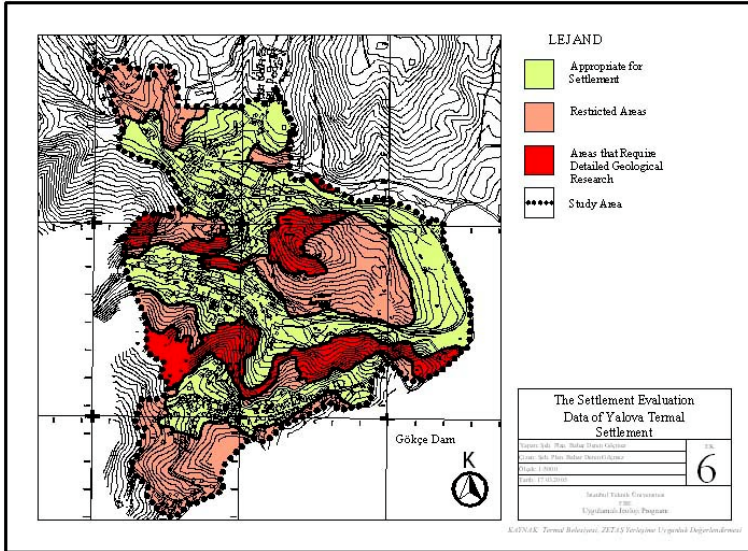 LEJAND
Appropriate for
Settlement
Restricted Areas
Areas that Require
Detailed Geological
Research
Study Area
Gökçe Dam
K
The Settlement Evaluation
Data of Yalova Termal
Settlement
EK
6
İstanbul Teknik Üniversitesi
FBE
Uygulamalı Jeoloji Programı
KAYNAK: Termal Belediyesi, ZETAŞ Yerleşime Uygunluk Değerlendirmesi